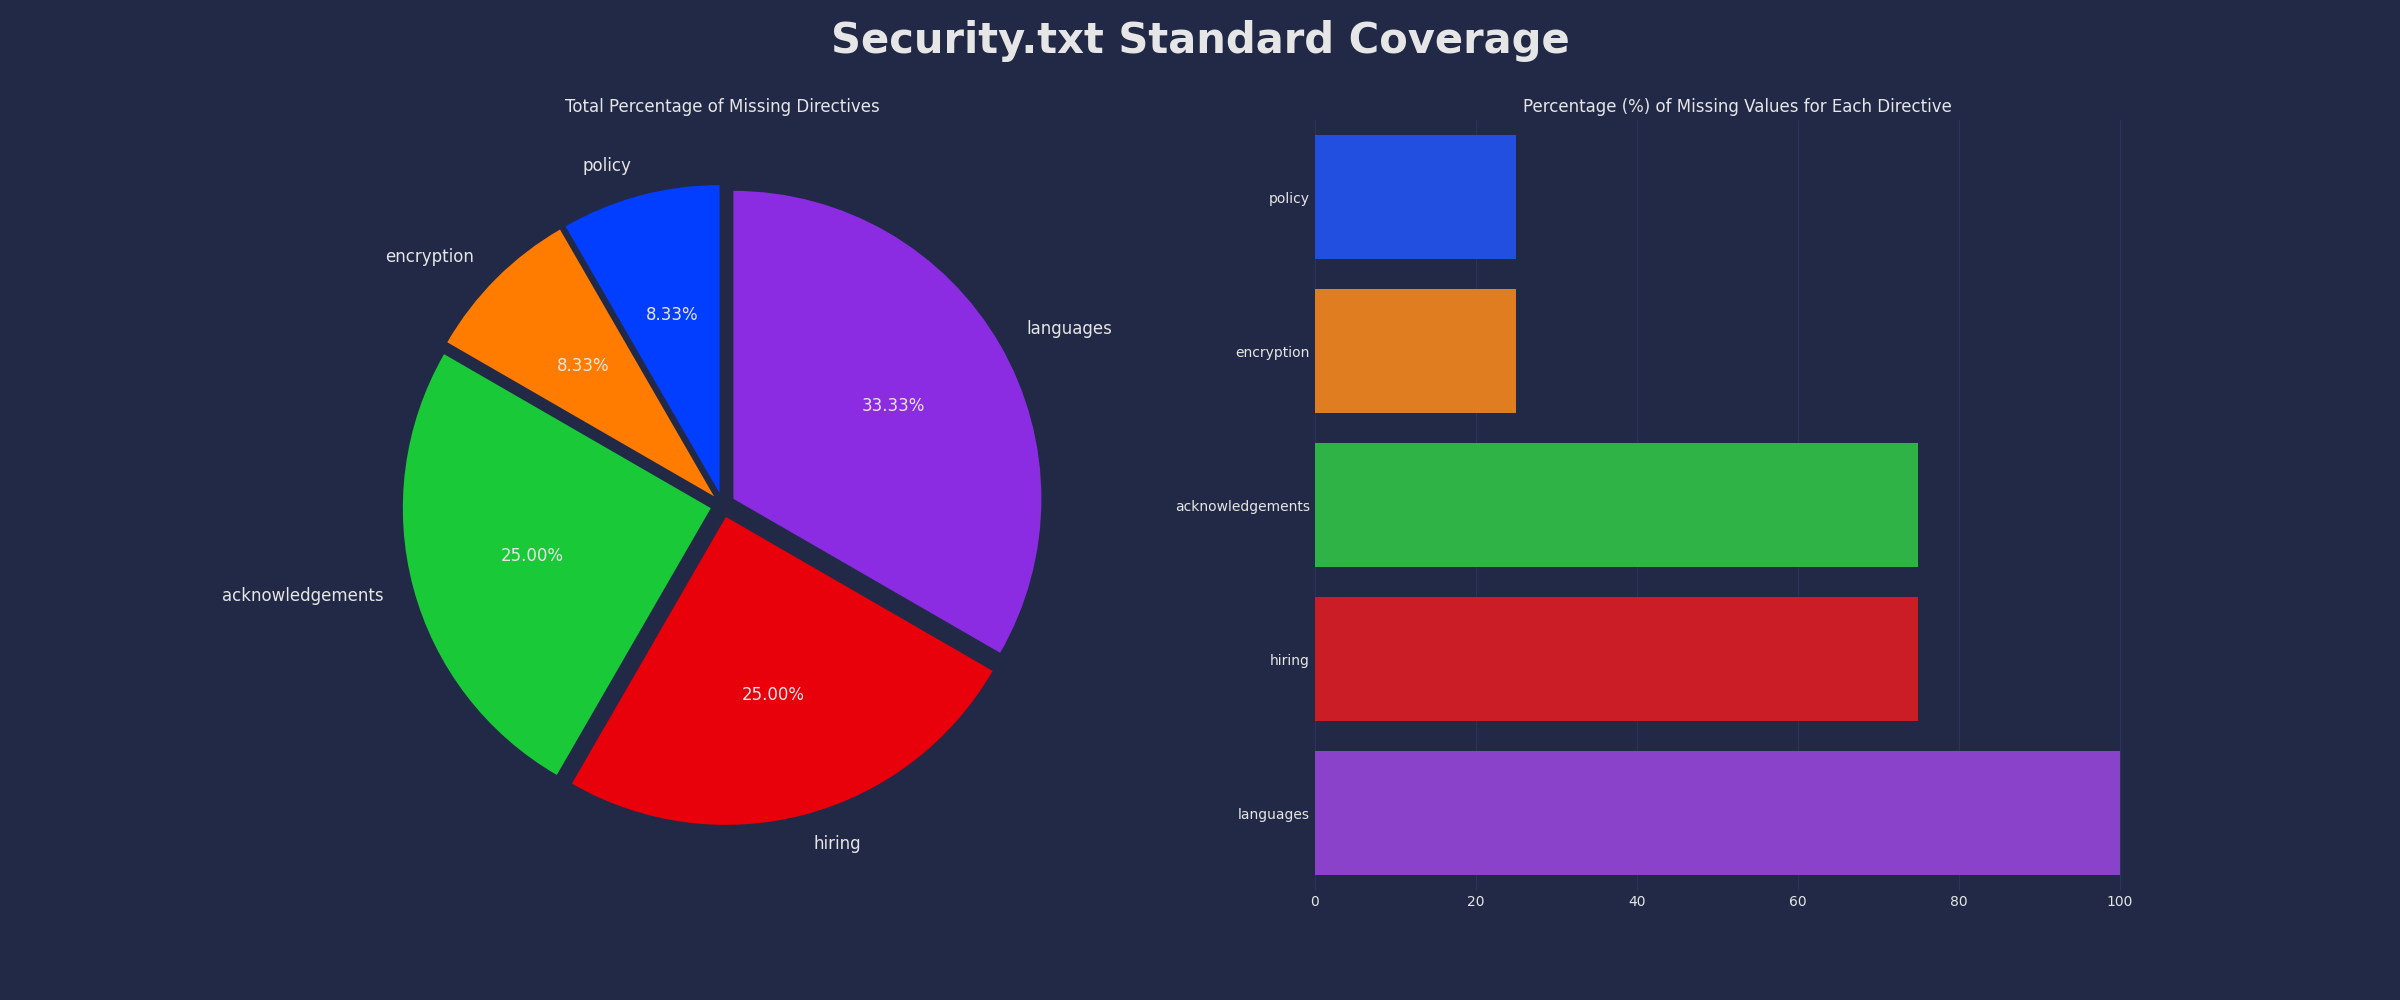 Security.txt Standard Coverage
Total Percentage of Missing Directives
policy
encryption
languages
acknowledgements
hiring
8.33%
8.33%
33.33%
25.00%
25.00%
Percentage (%) of Missing Values for Each Directive
policy
encryption
acknowledgements
hiring
languages
0 20 40 60 80 100